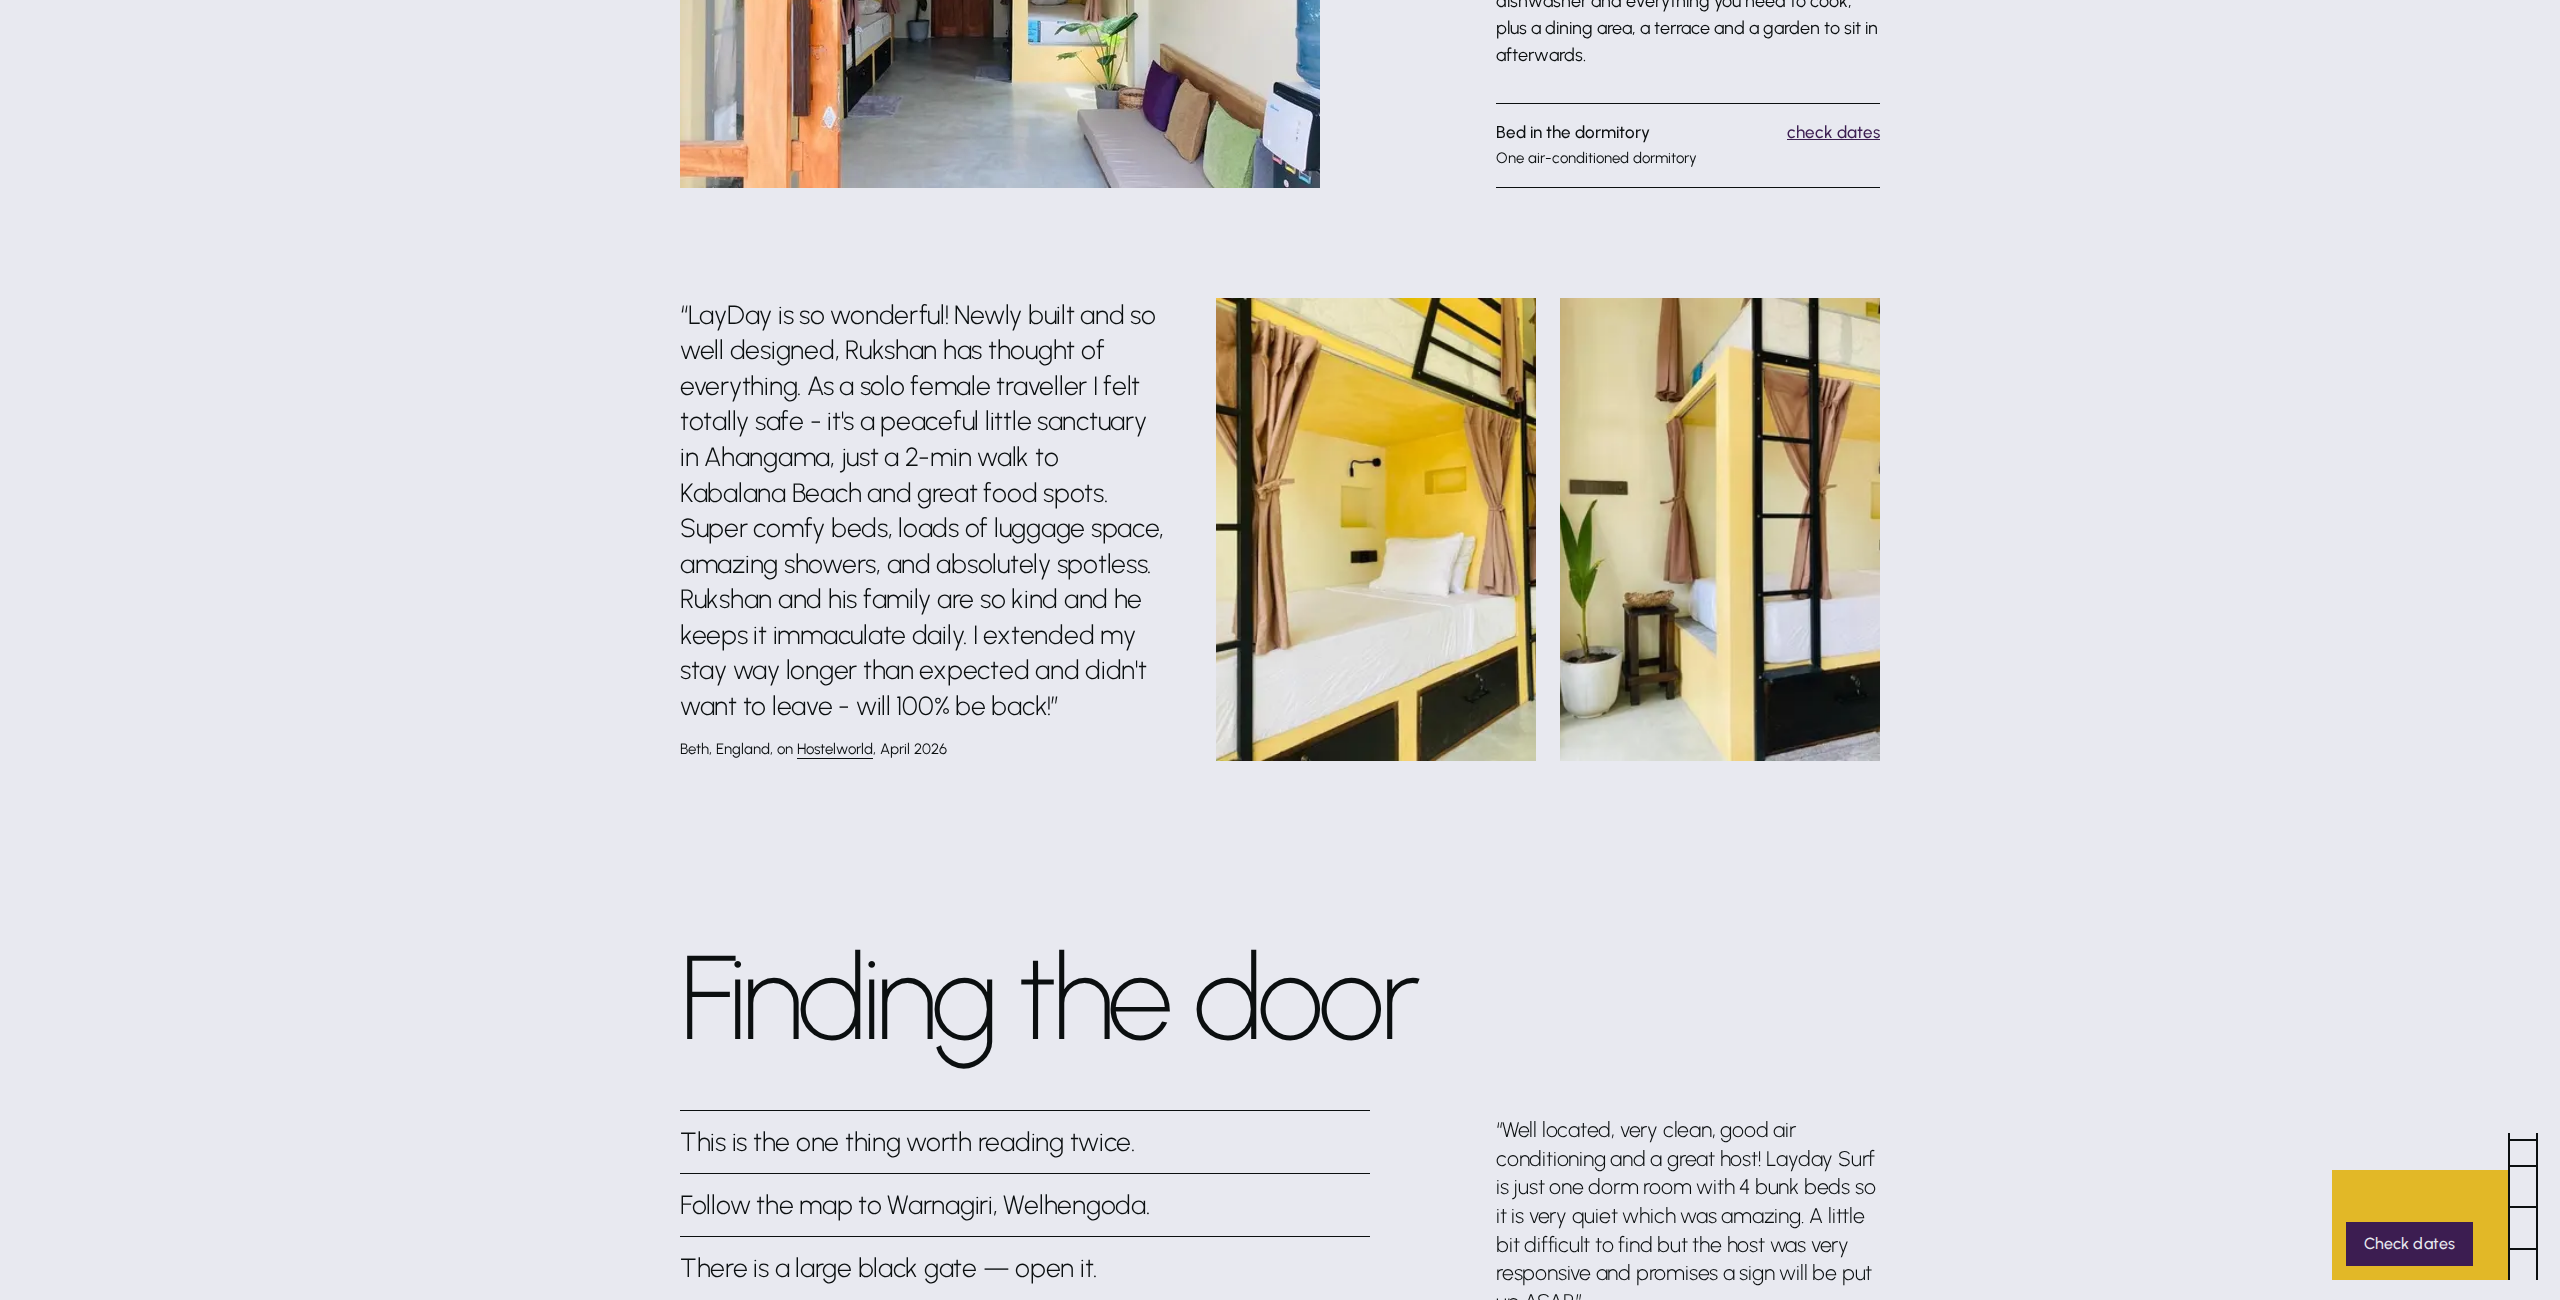 dishwasher and everything you need to cook,
plus a dining area, a terrace and a garden to sit in
afterwards.
Bed in the dormitory
check dates
One air-conditioned dormitory
“LayDay is so wonderful! Newly built and so
well designed, Rukshan has thought of
everything. As a solo female traveller I felt
totally safe - it's a peaceful little sanctuary
in Ahangama, just a 2-min walk to
Kabalana Beach and great food spots.
Super comfy beds, loads of luggage space,
amazing showers, and absolutely spotless.
Rukshan and his family are so kind and he
keeps it immaculate daily. I extended my
stay way longer than expected and didn't
want to leave - will 100% be back!”
Beth, England, on Hostelworld, April 2026
Finding the door
This is the one thing worth reading twice.
Follow the map to Warnagiri, Welhengoda.
There is a large black gate — open it.
“Well located, very clean, good air
conditioning and a great host! Layday Surf
is just one dorm room with 4 bunk beds so
it is very quiet which was amazing. A little
bit difficult to find but the host was very
responsive and promises a sign will be put
up ASAP.”
Check dates